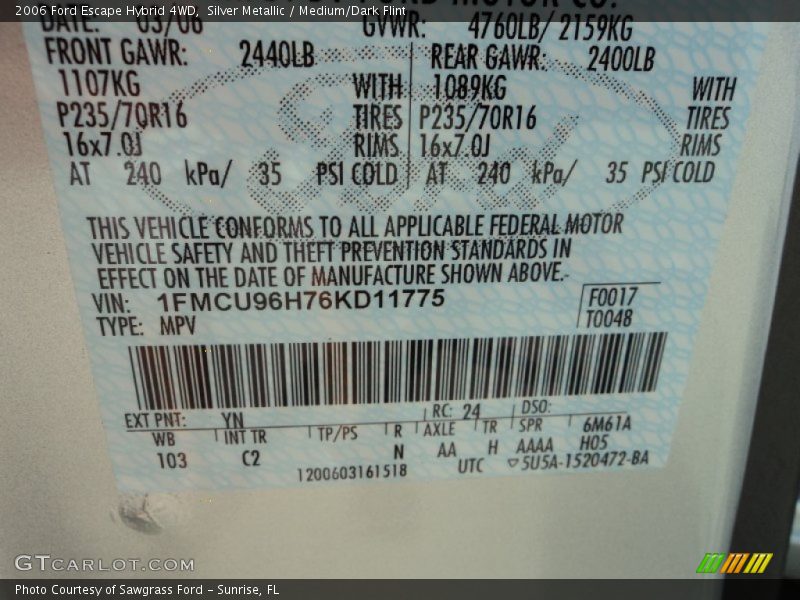 2006 Ford Escape Hybrid 4WD, Silver Metallic / Medium/Dark Flint
DATE: 03/06 GVWR: 4760LB/ 2159KG
FRONT GAWR: 2440LB REAR GAWR: 2400LB
1107KG WITH 1089KG WITH
P235/70R16 TIRES P235/70R16 TIRES
16x7.0J RIMS 16x7.0J RIMS
AT 240 kPa/ 35 PSI COLD AT 240 kPa/ 35 PSI COLD
THIS VEHICLE CONFORMS TO ALL APPLICABLE FEDERAL MOTOR
VEHICLE SAFETY AND THEFT PREVENTION STANDARDS IN
EFFECT ON THE DATE OF MANUFACTURE SHOWN ABOVE.
VIN: 1FMCU96H76KD11775 F0017
TYPE: MPV T0048
EXT PNT: YN RC: 24 DSO:
WB INT TR TP/PS R AXLE TR SPR 6M61A
103 C2 N AA H AAAA H05
1200603161518 UTC ▽5U5A-1520472-BA
GTCARLOT.COM
Photo Courtesy of Sawgrass Ford - Sunrise, FL